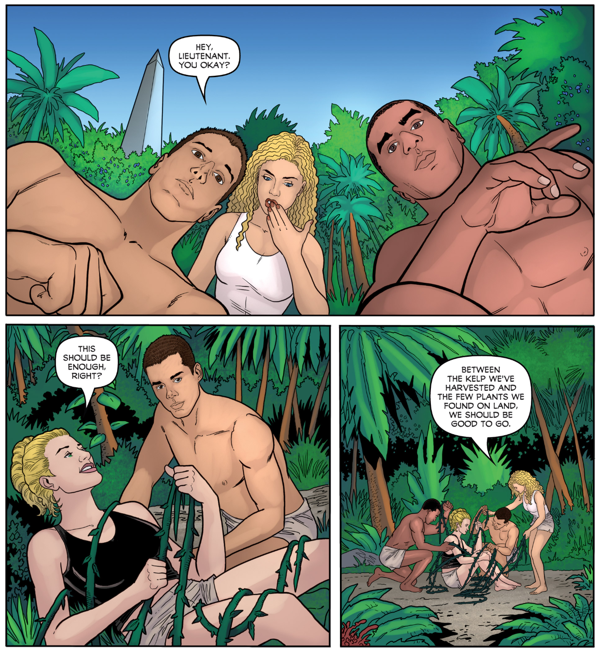 HEY,
LIEUTENANT.
YOU OKAY?
THIS
SHOULD BE
ENOUGH,
RIGHT?
BETWEEN
THE KELP WE'VE
HARVESTED AND
THE FEW PLANTS WE
FOUND ON LAND,
WE SHOULD BE
GOOD TO GO.